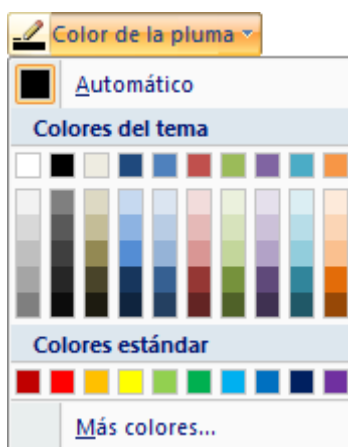 Color de la pluma
Automático
Colores del tema
Colores estándar
Más colores...